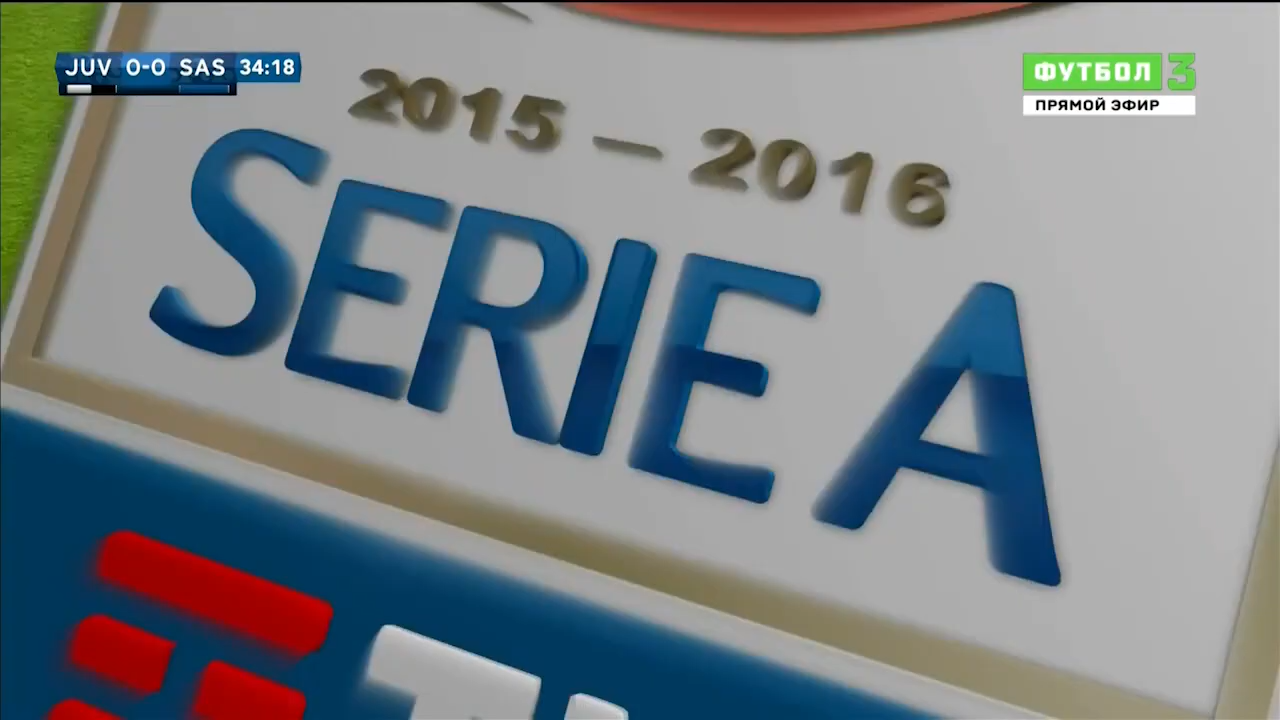 JUV 0-0 SAS 34:18
ФУТБОЛ 3
ПРЯМОЙ ЭФИР
2015 – 2016
SERIE A